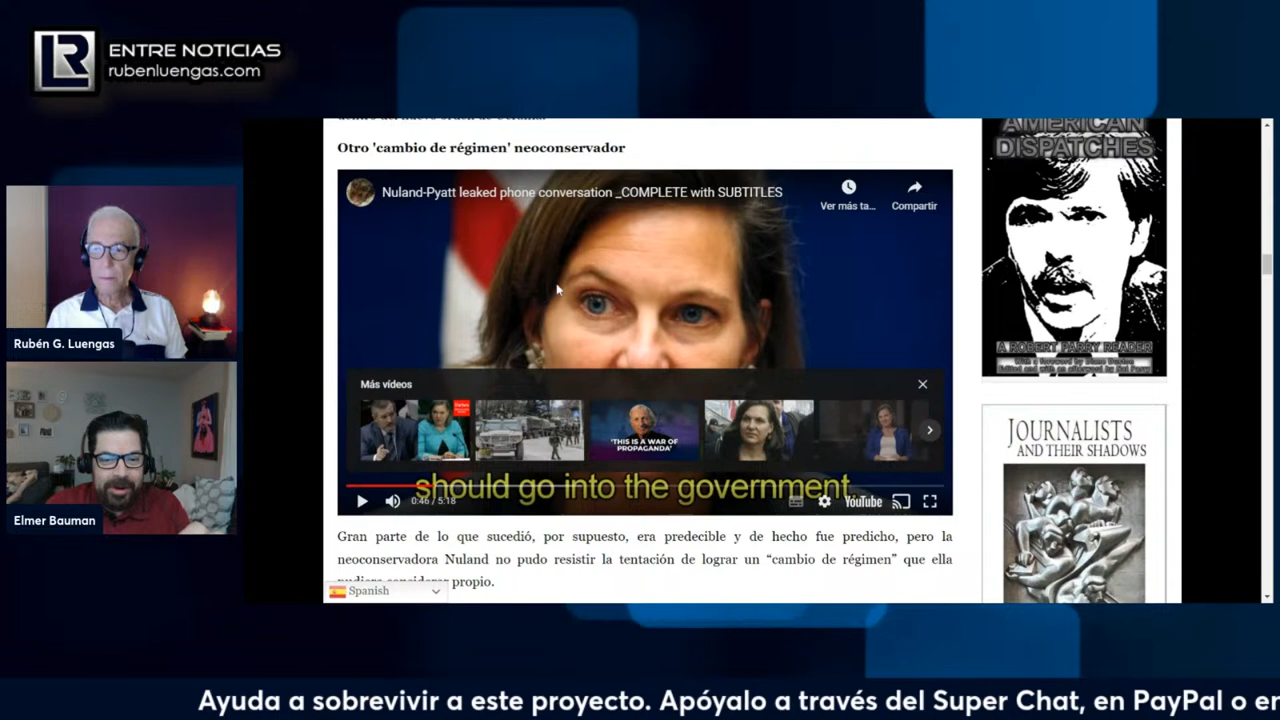 ENTRE NOTICIAS
rubenluengas.com
Otro 'cambio de régimen' neoconservador
Nuland-Pyatt leaked phone conversation _COMPLETE with SUBTITLES
Ver más ta...
Compartir
Más vídeos
'THIS IS A WAR OF
PROPAGANDA'
should go into the government
0:46 / 5:18
YouTube
Gran parte de lo que sucedió, por supuesto, era predecible y de hecho fue predicho, pero la
neoconservadora Nuland no pudo resistir la tentación de lograr un “cambio de régimen” que ella
pudiera considerar propio.
Spanish
AMERICAN
DISPATCHES
A ROBERT PARRY READER
JOURNALISTS
AND THEIR SHADOWS
Rubén G. Luengas
Elmer Bauman
Ayuda a sobrevivir a este proyecto. Apóyalo a través del Super Chat, en PayPal o en